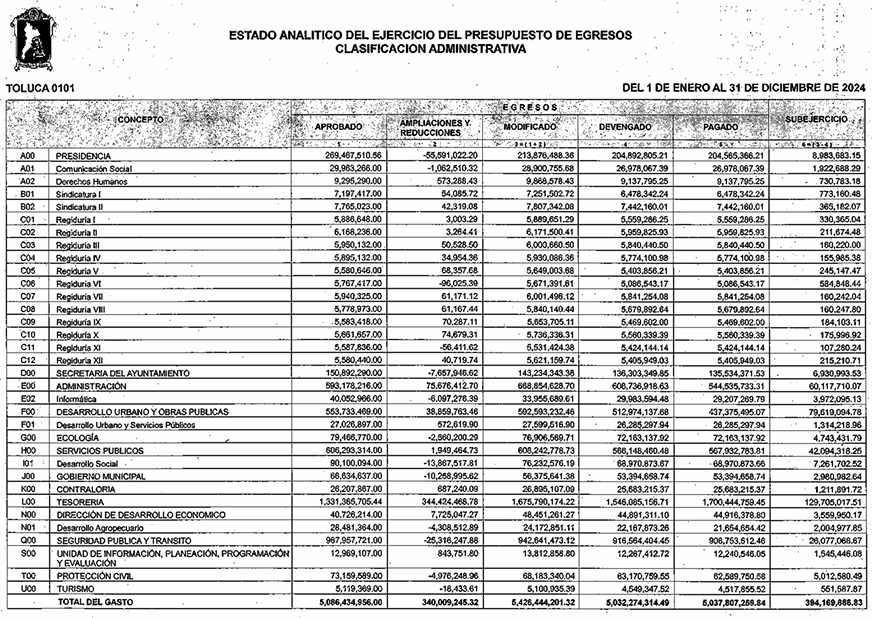 ESTADO ANALITICO DEL EJERCICIO DEL PRESUPUESTO DE EGRESOS
CLASIFICACION ADMINISTRATIVA
TOLUCA 0101 DEL 1 DE ENERO AL 31 DE DICIEMBRE DE 2024
CONCEPTO EGRESOS SUBEJERCICIO
APROBADO AMPLIACIONES Y REDUCCIONES MODIFICADO DEVENGADO PAGADO
1 2 3=(1+2) 4 5 6=(3-4)
A00 PRESIDENCIA 269,467,510.56 -55,591,022.20 213,876,488.36 204,892,805.21 204,565,366.21 8,983,683.15
A01 Comunicación Social 29,963,266.00 -1,062,510.32 28,900,755.68 26,978,067.39 26,978,067.39 1,922,688.29
A02 Derechos Humanos 9,295,290.00 573,288.43 9,868,578.43 9,137,795.25 9,137,795.25 730,783.18
B01 Sindicatura I 7,197,417.00 54,085.72 7,251,502.72 6,478,342.24 6,478,342.24 773,160.48
B02 Sindicatura II 7,765,023.00 42,319.08 7,807,342.08 7,442,160.01 7,442,160.01 365,182.07
C01 Regiduría I 5,886,648.00 3,003.29 5,889,651.29 5,559,286.25 5,559,286.25 330,365.04
C02 Regiduría II 6,168,236.00 3,264.41 6,171,500.41 5,959,825.93 5,959,825.93 211,674.48
C03 Regiduría III 5,950,132.00 50,528.50 6,000,660.50 5,840,440.50 5,840,440.50 160,220.00
C04 Regiduría IV 5,895,132.00 34,954.36 5,930,086.36 5,774,100.98 5,774,100.98 155,985.38
C05 Regiduría V 5,580,646.00 68,357.68 5,649,003.68 5,403,856.21 5,403,856.21 245,147.47
C06 Regiduría VI 5,767,417.00 -96,025.39 5,671,391.61 5,086,543.17 5,086,543.17 584,848.44
C07 Regiduría VII 5,940,325.00 61,171.12 6,001,496.12 5,841,254.08 5,841,254.08 160,242.04
C08 Regiduría VIII 5,778,973.00 61,167.44 5,840,140.44 5,679,892.64 5,679,892.64 160,247.80
C09 Regiduría IX 5,583,418.00 70,287.11 5,653,705.11 5,469,602.00 5,469,602.00 184,103.11
C10 Regiduría X 5,661,657.00 74,679.31 5,736,336.31 5,560,339.39 5,560,339.39 175,996.92
C11 Regiduría XI 5,587,836.00 -56,411.62 5,531,424.38 5,424,144.14 5,424,144.14 107,280.24
C12 Regiduría XII 5,580,440.00 40,719.74 5,621,159.74 5,405,949.03 5,405,949.03 215,210.71
D00 SECRETARIA DEL AYUNTAMIENTO 150,892,290.00 -7,657,946.62 143,234,343.38 136,303,349.85 135,534,371.53 6,930,993.53
E00 ADMINISTRACIÓN 593,178,216.00 75,676,412.70 668,854,628.70 608,736,918.63 544,535,733.31 60,117,710.07
E02 Informática 40,052,966.00 -6,097,276.39 33,955,689.61 29,983,594.48 29,207,269.79 3,972,095.13
F00 DESARROLLO URBANO Y OBRAS PUBLICAS 553,733,469.00 38,859,763.46 592,593,232.46 512,974,137.68 437,375,495.07 79,619,094.78
F01 Desarrollo Urbano y Servicios Públicos 27,026,897.00 572,619.90 27,599,516.90 26,285,297.94 26,285,297.94 1,314,218.96
G00 ECOLOGÍA 79,466,770.00 -2,560,200.29 76,906,569.71 72,163,137.92 72,163,137.92 4,743,431.79
H00 SERVICIOS PUBLICOS 606,293,314.00 1,949,464.73 608,242,778.73 566,148,460.48 567,932,783.81 42,094,318.25
I01 Desarrollo Social 90,100,094.00 -13,867,517.81 76,232,576.19 68,970,873.67 68,970,873.66 7,261,702.52
J00 GOBIERNO MUNICIPAL 66,634,637.00 -10,258,995.62 56,375,641.38 53,394,658.74 53,394,658.74 2,980,982.64
K00 CONTRALORIA 26,207,867.00 687,240.09 26,895,107.09 25,683,215.37 25,683,215.37 1,211,891.72
L00 TESORERIA 1,331,365,705.44 344,424,468.78 1,675,790,174.22 1,546,085,156.71 1,700,444,759.45 129,705,017.51
N00 DIRECCIÓN DE DESARROLLO ECONOMICO 40,726,214.00 7,725,047.27 48,451,261.27 44,891,311.10 44,916,378.80 3,559,950.17
N01 Desarrollo Agropecuario 28,481,364.00 -4,308,512.89 24,172,851.11 22,167,873.26 21,654,654.42 2,004,977.85
Q00 SEGURIDAD PUBLICA Y TRANSITO 967,957,721.00 -25,316,247.88 942,641,473.12 916,564,404.45 908,753,512.46 26,077,068.67
S00 UNIDAD DE INFORMACIÓN, PLANEACIÓN, PROGRAMACIÓN 12,969,107.00 843,751.80 13,812,858.80 12,267,412.72 12,240,546.05 1,545,446.08
Y EVALUACIÓN
T00 PROTECCIÓN CIVIL 73,159,589.00 -4,976,248.96 68,183,340.04 63,170,759.55 62,589,750.58 5,012,580.49
U00 TURISMO 5,119,369.00 -18,433.61 5,100,935.39 4,549,347.52 4,517,855.52 551,587.87
TOTAL DEL GASTO 5,086,434,956.00 340,009,245.32 5,426,444,201.32 5,032,274,314.49 5,037,807,259.84 394,169,886.83